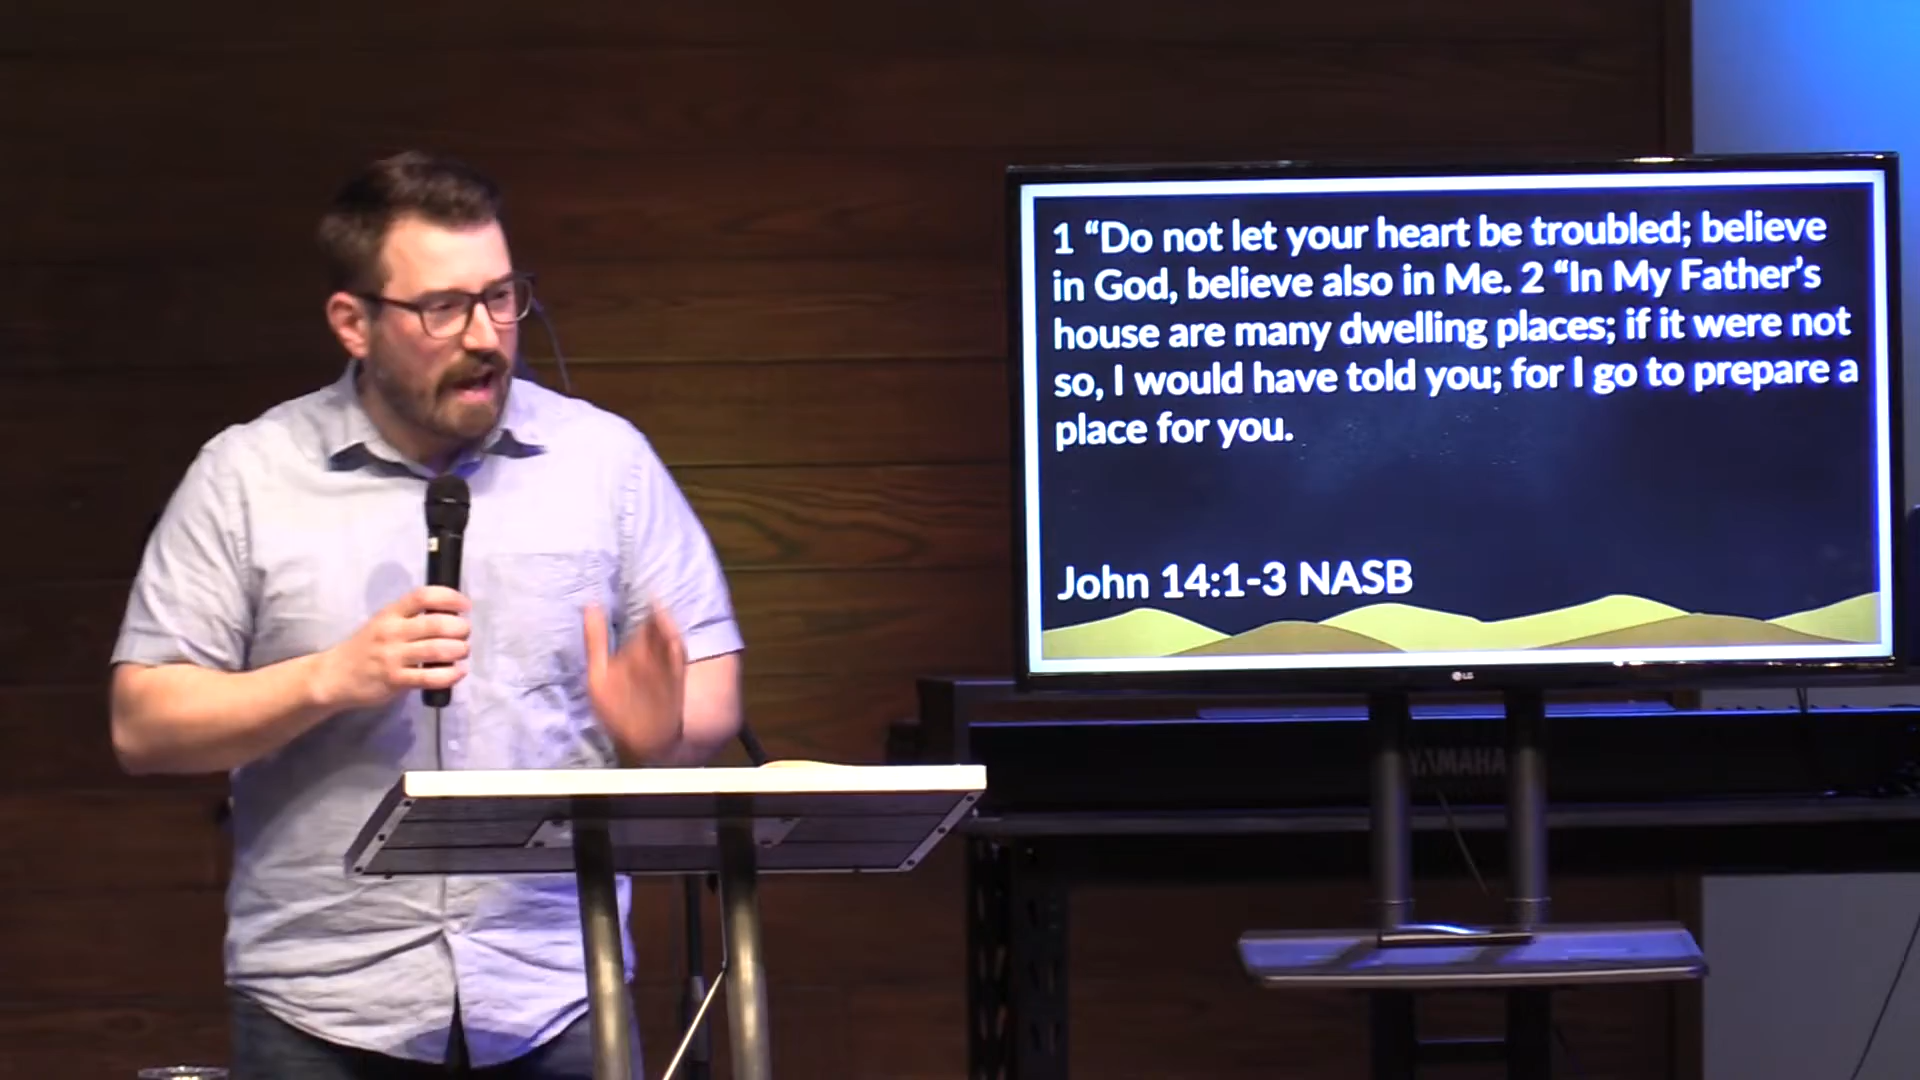 1 “Do not let your heart be troubled; believe
in God, believe also in Me. 2 “In My Father’s
house are many dwelling places; if it were not
so, I would have told you; for I go to prepare a
place for you.
John 14:1-3 NASB
LG
YAMAHA